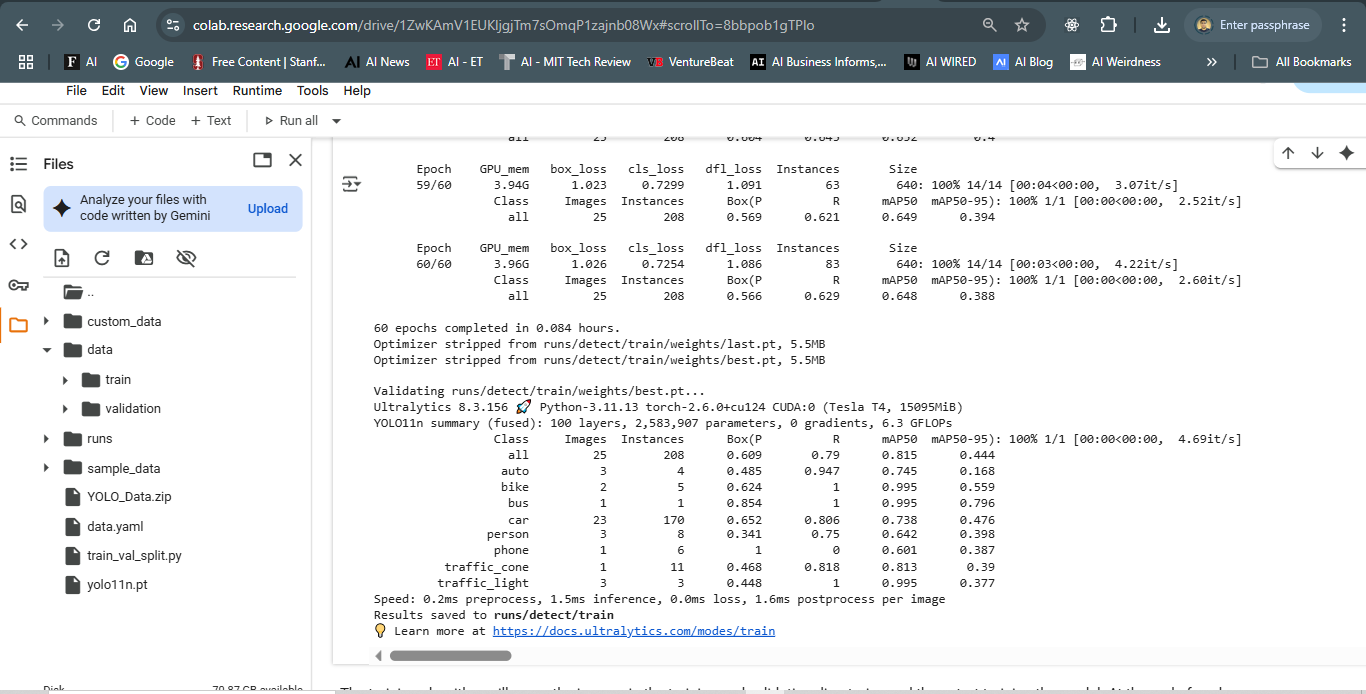 colab.research.google.com/drive/1ZwKAmV1EUKljgjTm7sOmqP1zajnb08Wx#scrollTo=8bbpob1gTPlo Enter passphrase
F AI Google Free Content | Stanf... AI AI News ET AI - ET AI - MIT Tech Review VB VentureBeat AI AI Business Informs,... AI WIRED AI AI Blog AI Weirdness » All Bookmarks
File Edit View Insert Runtime Tools Help
Commands + Code + Text Run all
Files
Analyze your files with
code written by Gemini
Upload
..
custom_data
data
train
validation
runs
sample_data
YOLO_Data.zip
data.yaml
train_val_split.py
yolo11n.pt
Disk 70.87 GB available
all 25 208 0.604 0.645 0.652 0.4
Epoch GPU_mem box_loss cls_loss dfl_loss Instances Size
59/60 3.94G 1.023 0.7299 1.091 63 640: 100% 14/14 [00:04<00:00, 3.07it/s]
Class Images Instances Box(P R mAP50 mAP50-95): 100% 1/1 [00:00<00:00, 2.52it/s]
all 25 208 0.569 0.621 0.649 0.394
Epoch GPU_mem box_loss cls_loss dfl_loss Instances Size
60/60 3.96G 1.026 0.7254 1.086 83 640: 100% 14/14 [00:03<00:00, 4.22it/s]
Class Images Instances Box(P R mAP50 mAP50-95): 100% 1/1 [00:00<00:00, 2.60it/s]
all 25 208 0.566 0.629 0.648 0.388
60 epochs completed in 0.084 hours.
Optimizer stripped from runs/detect/train/weights/last.pt, 5.5MB
Optimizer stripped from runs/detect/train/weights/best.pt, 5.5MB
Validating runs/detect/train/weights/best.pt...
Ultralytics 8.3.156 🚀 Python-3.11.13 torch-2.6.0+cu124 CUDA:0 (Tesla T4, 15095MiB)
YOLO11n summary (fused): 100 layers, 2,583,907 parameters, 0 gradients, 6.3 GFLOPs
Class Images Instances Box(P R mAP50 mAP50-95): 100% 1/1 [00:00<00:00, 4.69it/s]
all 25 208 0.609 0.79 0.815 0.444
auto 3 4 0.485 0.947 0.745 0.168
bike 2 5 0.624 1 0.995 0.559
bus 1 1 0.854 1 0.995 0.796
car 23 170 0.652 0.806 0.738 0.476
person 3 8 0.341 0.75 0.642 0.398
phone 1 6 1 0 0.601 0.387
traffic_cone 1 11 0.468 0.818 0.813 0.39
traffic_light 3 3 0.448 1 0.995 0.377
Speed: 0.2ms preprocess, 1.5ms inference, 0.0ms loss, 1.6ms postprocess per image
Results saved to runs/detect/train
💡 Learn more at https://docs.ultralytics.com/modes/train